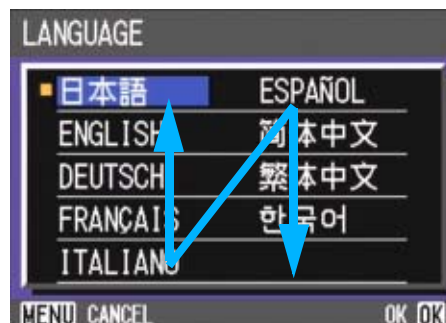 LANGUAGE
日本語
ENGLISH
DEUTSCH
FRANÇAIS
ITALIANO
ESPAÑOL
简体中文
繁体中文
한국어
MENU CANCEL
OK OK